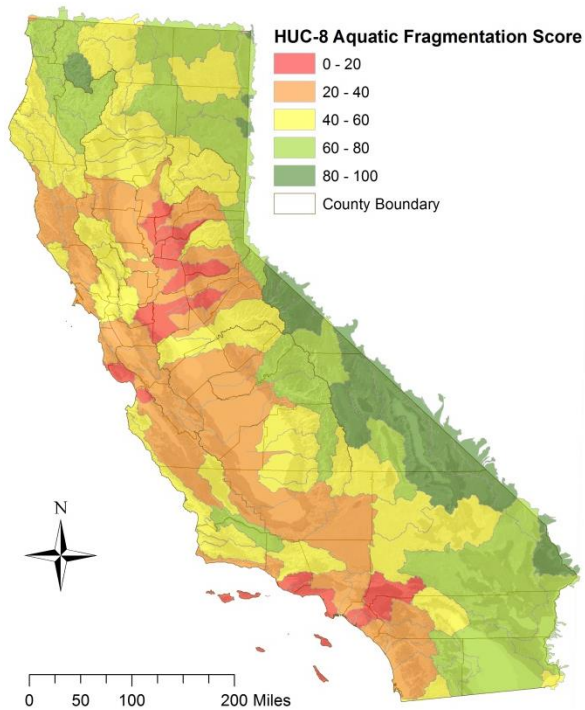 HUC-8 Aquatic Fragmentation Score
0 - 20
20 - 40
40 - 60
60 - 80
80 - 100
County Boundary
N
0 50 100 200 Miles